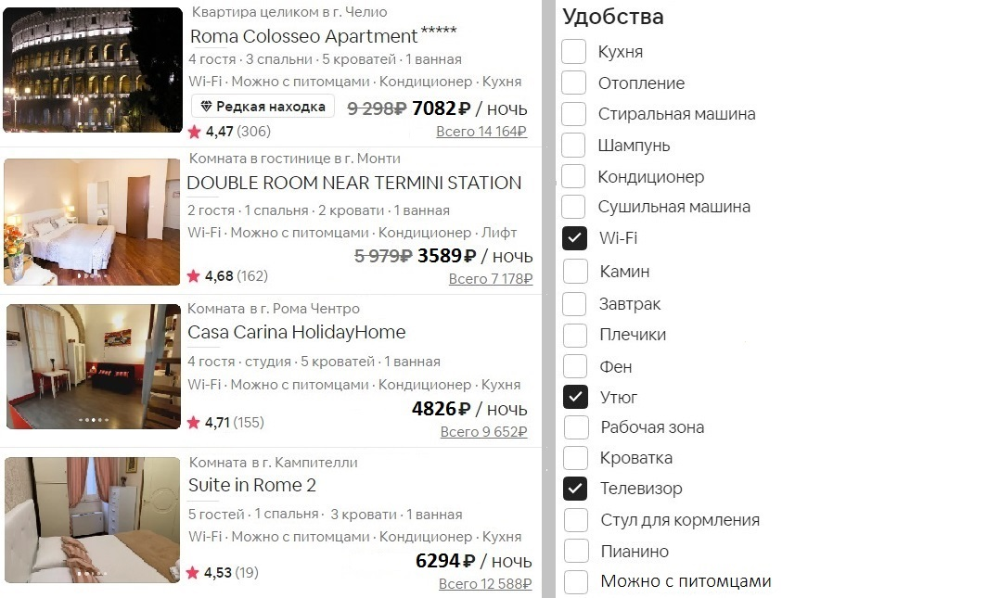 Квартира целиком в г. Челио
Roma Colosseo Apartment *****
4 гостя · 3 спальни · 5 кроватей · 1 ванная
Wi-Fi · Можно с питомцами · Кондиционер · Кухня
Редкая находка 9 298₽ 7082₽ / ночь
4,47 (306) Всего 14 164₽
Комната в гостинице в г. Монти
DOUBLE ROOM NEAR TERMINI STATION
2 гостя · 1 спальня · 2 кровати · 1 ванная
Wi-Fi · Можно с питомцами · Кондиционер · Лифт
5 979₽ 3589₽ / ночь
4,68 (162) Всего 7 178₽
Комната в г. Рома Чентро
Casa Carina HolidayHome
4 гостя · студия · 5 кроватей · 1 ванная
Wi-Fi · Можно с питомцами · Кондиционер · Кухня
4826₽ / ночь
4,71 (155) Всего 9 652₽
Комната в г. Кампителли
Suite in Rome 2
5 гостей · 1 спальня · 3 кровати · 1 ванная
Wi-Fi · Можно с питомцами · Кондиционер · Кухня
6294₽ / ночь
4,53 (19) Всего 12 588₽
Удобства
Кухня
Отопление
Стиральная машина
Шампунь
Кондиционер
Сушильная машина
Wi-Fi
Камин
Завтрак
Плечики
Фен
Утюг
Рабочая зона
Кроватка
Телевизор
Стул для кормления
Пианино
Можно с питомцами